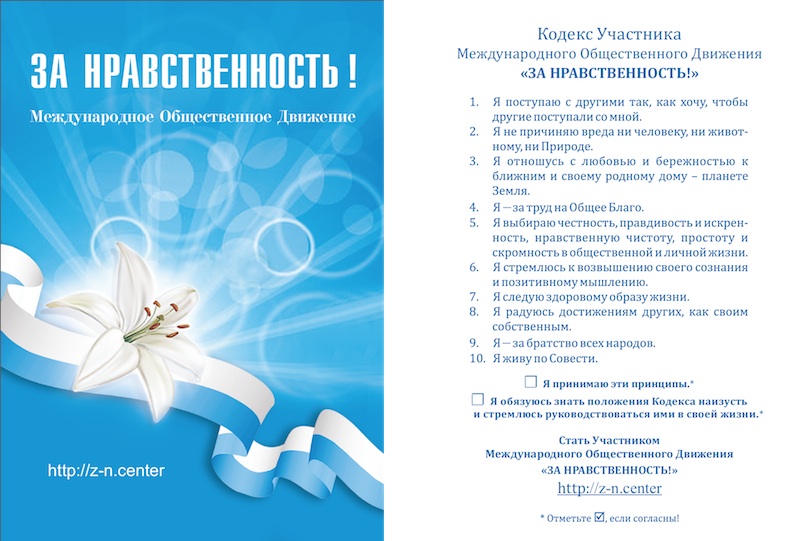 ЗА НРАВСТВЕННОСТЬ !
Международное Общественное Движение
http://z-n.center
Кодекс Участника
Международного Общественного Движения
«ЗА НРАВСТВЕННОСТЬ!»
1. Я поступаю с другими так, как хочу, чтобы
другие поступали со мной.
2. Я не причиняю вреда ни человеку, ни живот-
ному, ни Природе.
3. Я отношусь с любовью и бережностью к
ближним и своему родному дому – планете
Земля.
4. Я — за труд на Общее Благо.
5. Я выбираю честность, правдивость и искрен-
ность, нравственную чистоту, простоту и
скромность в общественной и личной жизни.
6. Я стремлюсь к возвышению своего сознания
и позитивному мышлению.
7. Я следую здоровому образу жизни.
8. Я радуюсь достижениям других, как своим
собственным.
9. Я — за братство всех народов.
10. Я живу по Совести.
☐ Я принимаю эти принципы.*
☐ Я обязуюсь знать положения Кодекса наизусть
и стремлюсь руководствоваться ими в своей жизни.*
Стать Участником
Международного Общественного Движения
«ЗА НРАВСТВЕННОСТЬ!»
http://z-n.center
* Отметьте ☑, если согласны!